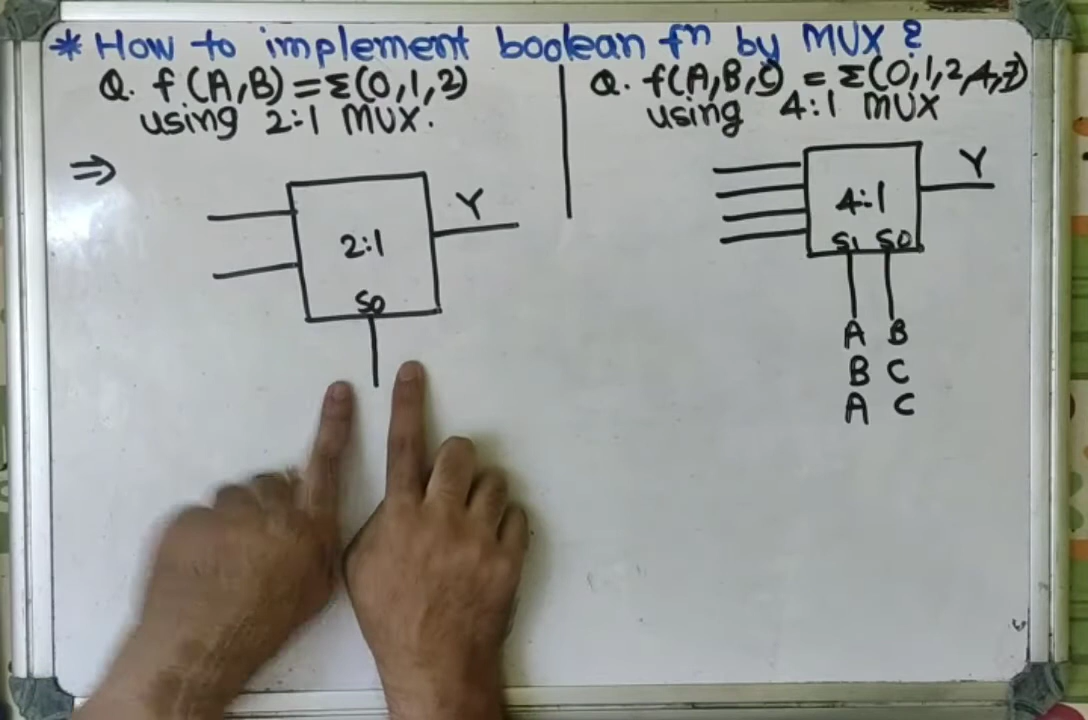 * How to implement boolean fn by MUX ?
Q. f(A,B) = Σ(0,1,2)
using 2:1 MUX.
⇒
2:1
S0
Y
Q. f(A,B,C) = Σ(0,1,2,4,7)
using 4:1 MUX
4:1
S1 S0
Y
A B
B C
A C